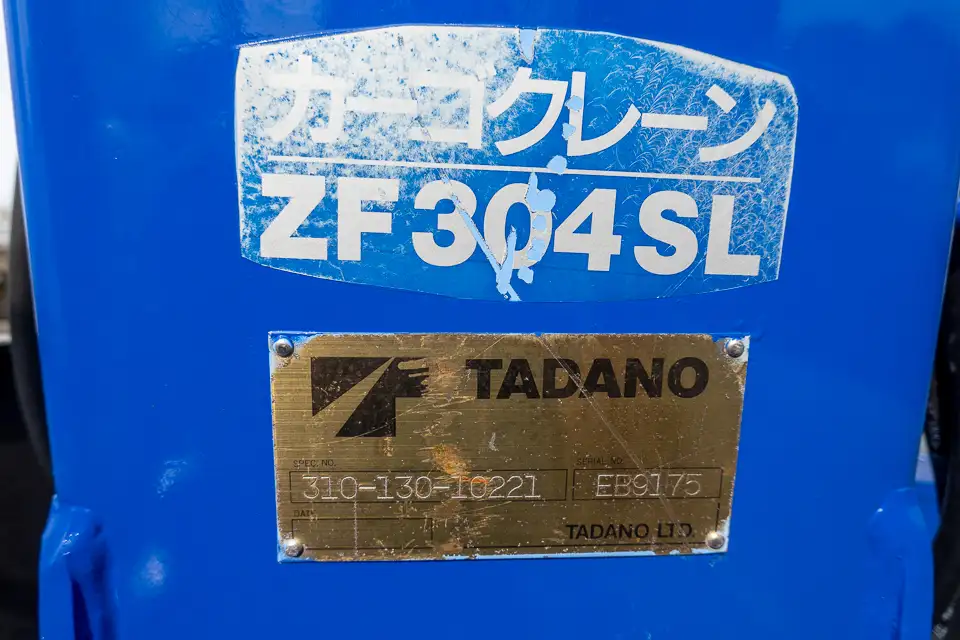 カーゴクレーン
ZF304SL
TADANO
SPEC. NO. SERIAL NO.
310-130-10221 EB9175
DATE
TADANO LTD.